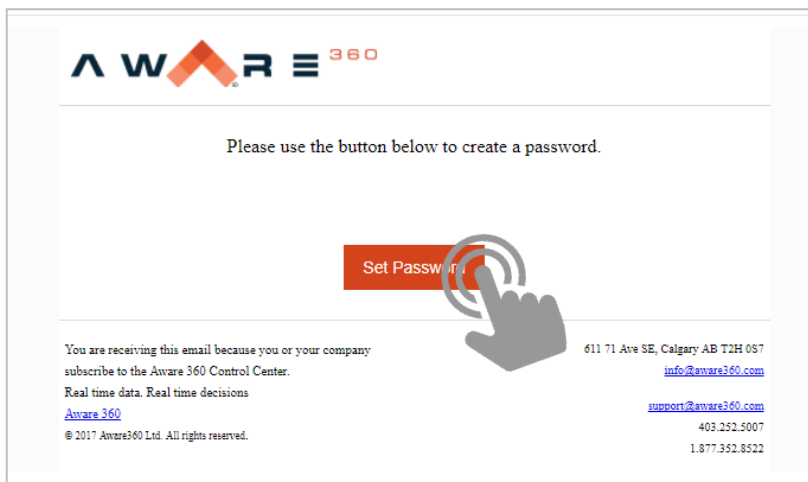 AWARE 360
Please use the button below to create a password.
Set Password
You are receiving this email because you or your company
subscribe to the Aware 360 Control Center.
Real time data. Real time decisions
Aware 360
© 2017 Aware360 Ltd. All rights reserved.
611 71 Ave SE, Calgary AB T2H 0S7
info@aware360.com
support@aware360.com
403.252.5007
1.877.352.8522